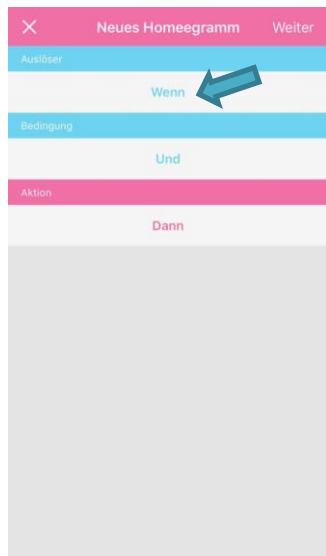 Neues Homeegramm Weiter
Auslöser
Wenn
Bedingung
Und
Aktion
Dann